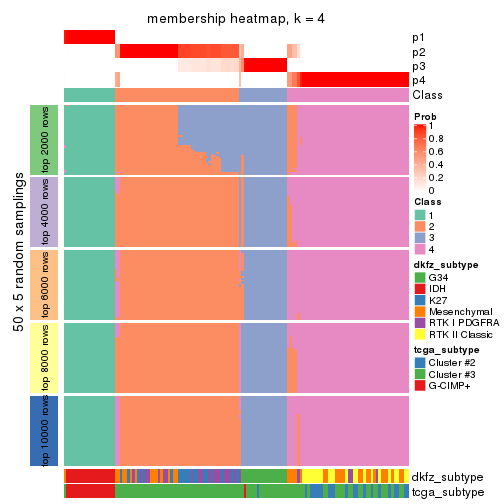 membership heatmap, k = 4
p1
p2
p3
p4
Class
50 x 5 random samplings
top 2000 rows
top 4000 rows
top 6000 rows
top 8000 rows
top 10000 rows
Prob
1
0.8
0.6
0.4
0.2
0
Class
1
2
3
4
dkfz_subtype
G34
IDH
K27
Mesenchymal
RTK I PDGFRA
RTK II Classic
tcga_subtype
Cluster #2
Cluster #3
G-CIMP+
dkfz_subtype
tcga_subtype